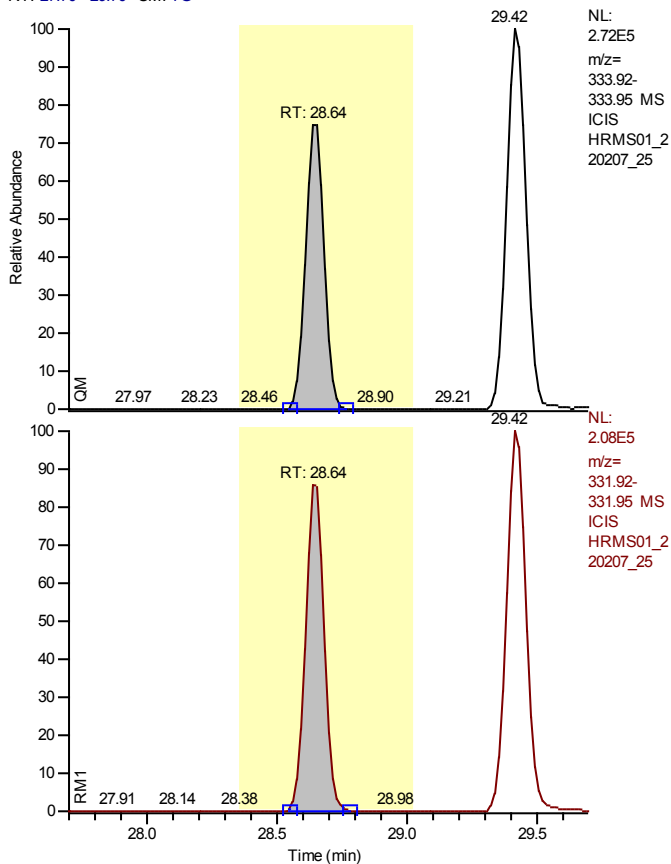 29.42
NL:
2.72E5
m/z=
333.92-
333.95 MS
ICIS
HRMS01_2
20207_25
100
90
80
70
60
50
40
30
20
10
0
Relative Abundance
RT: 28.64
QM
27.97 28.23 28.46 28.90 29.21
29.42
NL:
2.08E5
m/z=
331.92-
331.95 MS
ICIS
HRMS01_2
20207_25
100
90
80
70
60
50
40
30
20
10
0
RT: 28.64
RM1
27.91 28.14 28.38 28.98
28.0 28.5 29.0 29.5
Time (min)